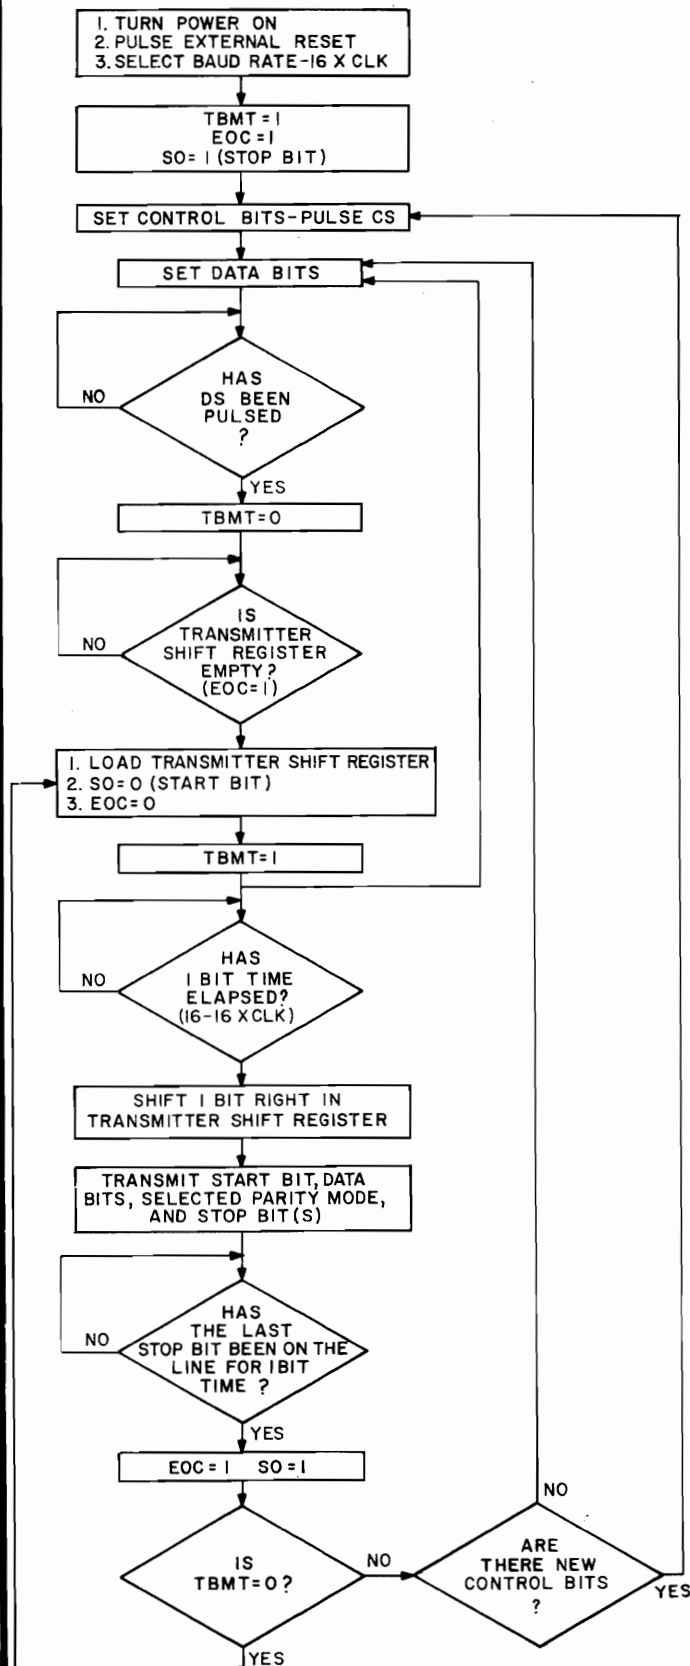 1. TURN POWER ON
2. PULSE EXTERNAL RESET
3. SELECT BAUD RATE-16 X CLK
TBMT = 1
EOC = 1
SO = 1 (STOP BIT)
SET CONTROL BITS-PULSE CS
SET DATA BITS
HAS
DS BEEN
PULSED
?
NO
YES
TBMT=0
IS
TRANSMITTER
SHIFT REGISTER
EMPTY?
(EOC=1)
NO
1. LOAD TRANSMITTER SHIFT REGISTER
2. SO=0 (START BIT)
3. EOC=0
TBMT=1
HAS
1 BIT TIME
ELAPSED?
(16-16 XCLK)
NO
SHIFT 1 BIT RIGHT IN
TRANSMITTER SHIFT REGISTER
TRANSMIT START BIT, DATA
BITS, SELECTED PARITY MODE,
AND STOP BIT(S)
HAS
THE LAST
STOP BIT BEEN ON THE
LINE FOR 1 BIT
TIME ?
NO
YES
EOC = 1 SO = 1
IS
TBMT=0?
NO
YES
ARE
THERE NEW
CONTROL BITS
?
NO
YES